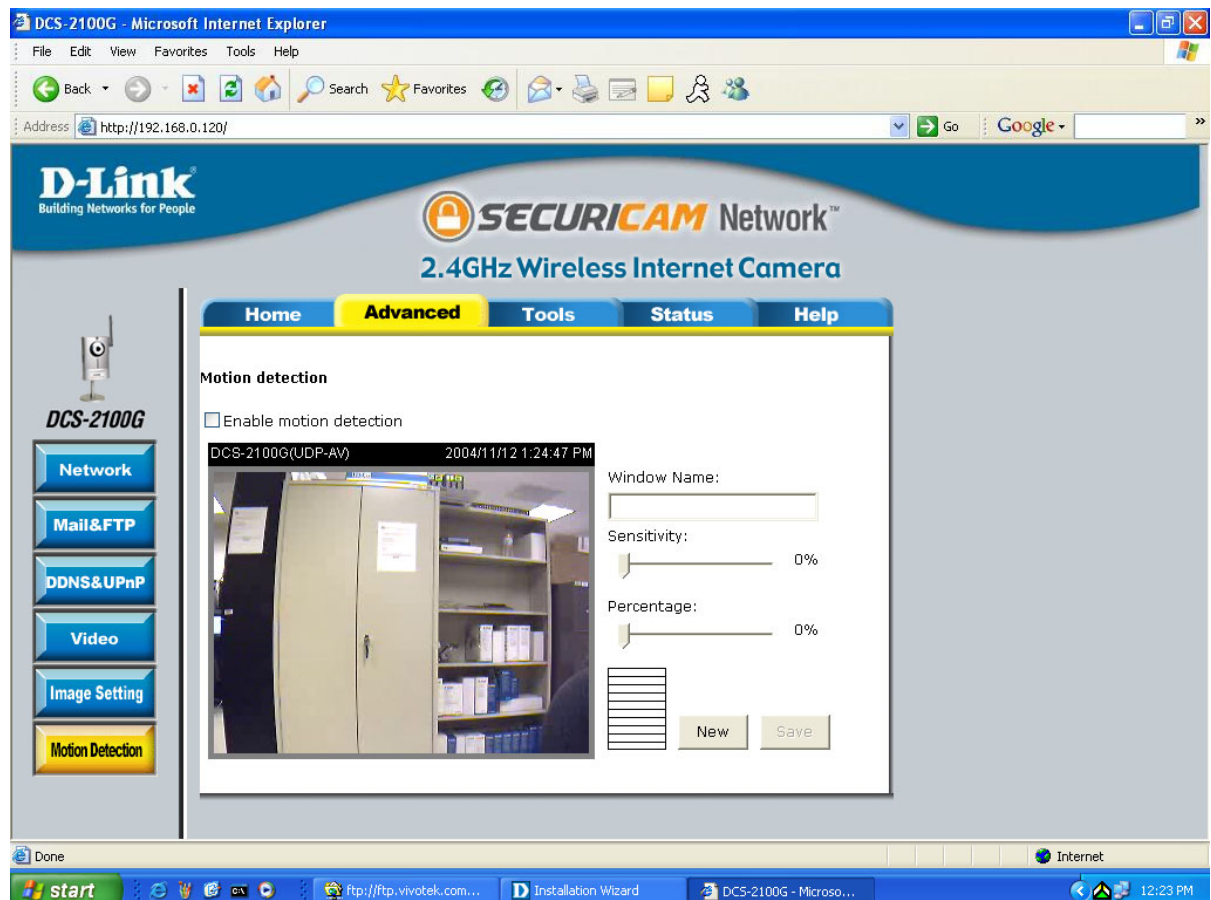 DCS-2100G - Microsoft Internet Explorer
File Edit View Favorites Tools Help
Back Search Favorites
Address http://192.168.0.120/ Go Google »
D-Link
Building Networks for People
SECURICAM Network™
2.4GHz Wireless Internet Camera
Home Advanced Tools Status Help
DCS-2100G
Network
Mail&FTP
DDNS&UPnP
Video
Image Setting
Motion Detection
Motion detection
Enable motion detection
DCS-2100G(UDP-AV) 2004/11/12 1:24:47 PM
Window Name:
Sensitivity:
0%
Percentage:
0%
New Save
Done Internet
start ftp://ftp.vivotek.com... Installation Wizard DCS-2100G - Microso... 12:23 PM